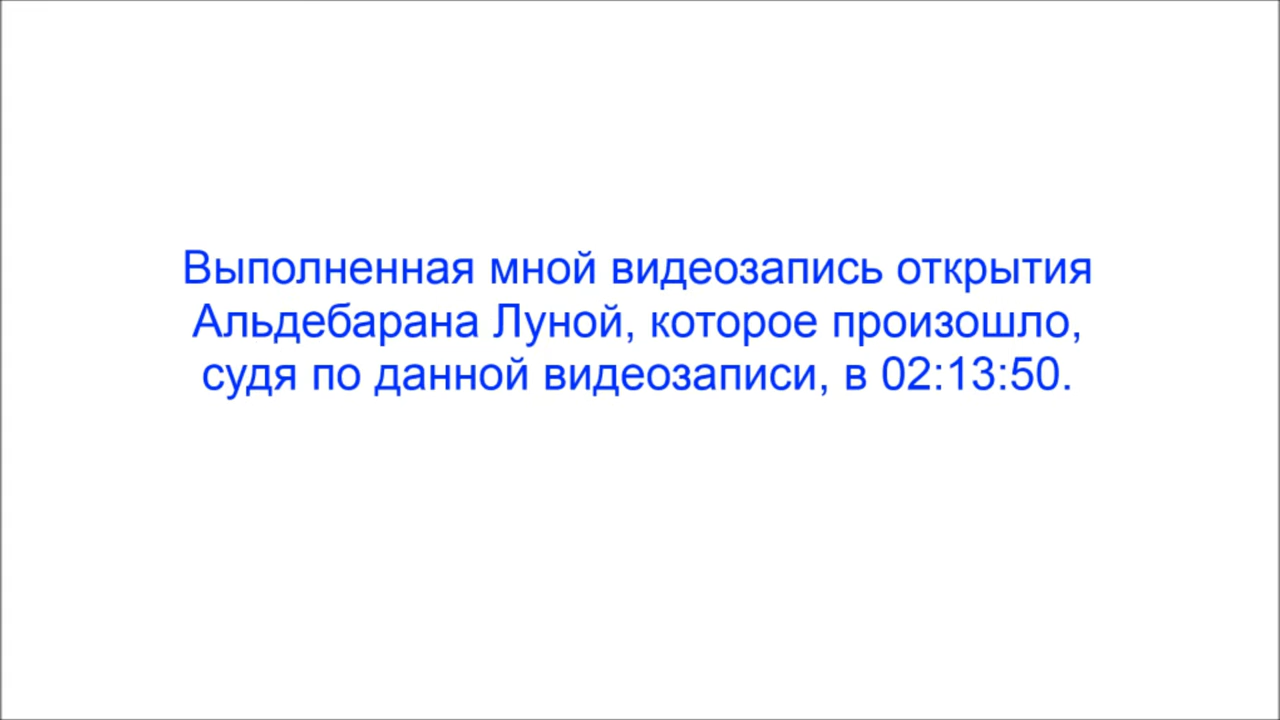 Выполненная мной видеозапись открытия
Альдебарана Луной, которое произошло,
судя по данной видеозаписи, в 02:13:50.